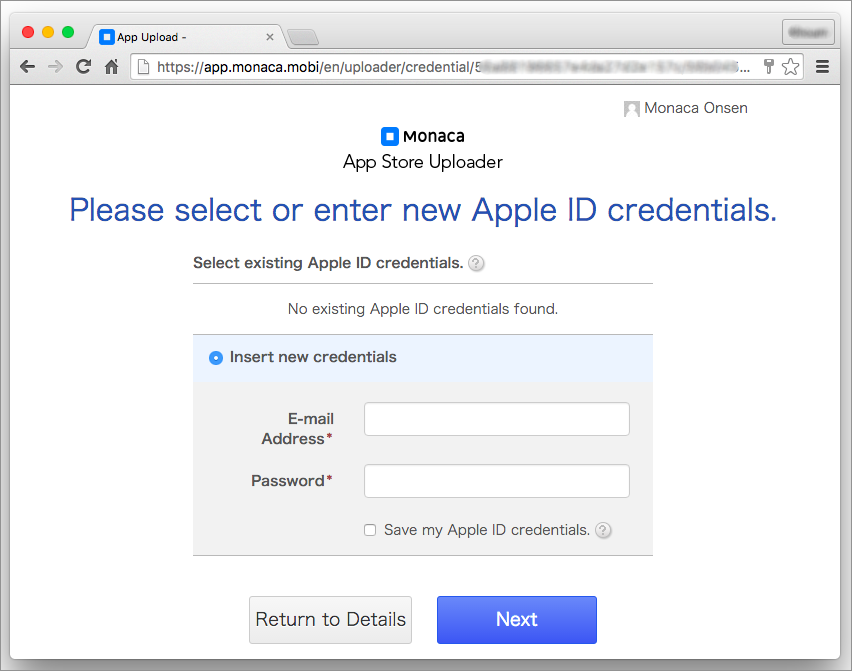 App Upload -
https://app.monaca.mobi/en/uploader/credential/5
Monaca Onsen
Monaca
App Store Uploader
Please select or enter new Apple ID credentials.
Select existing Apple ID credentials. ?
No existing Apple ID credentials found.
Insert new credentials
E-mail
Address*
Password*
Save my Apple ID credentials. ?
Return to Details
Next